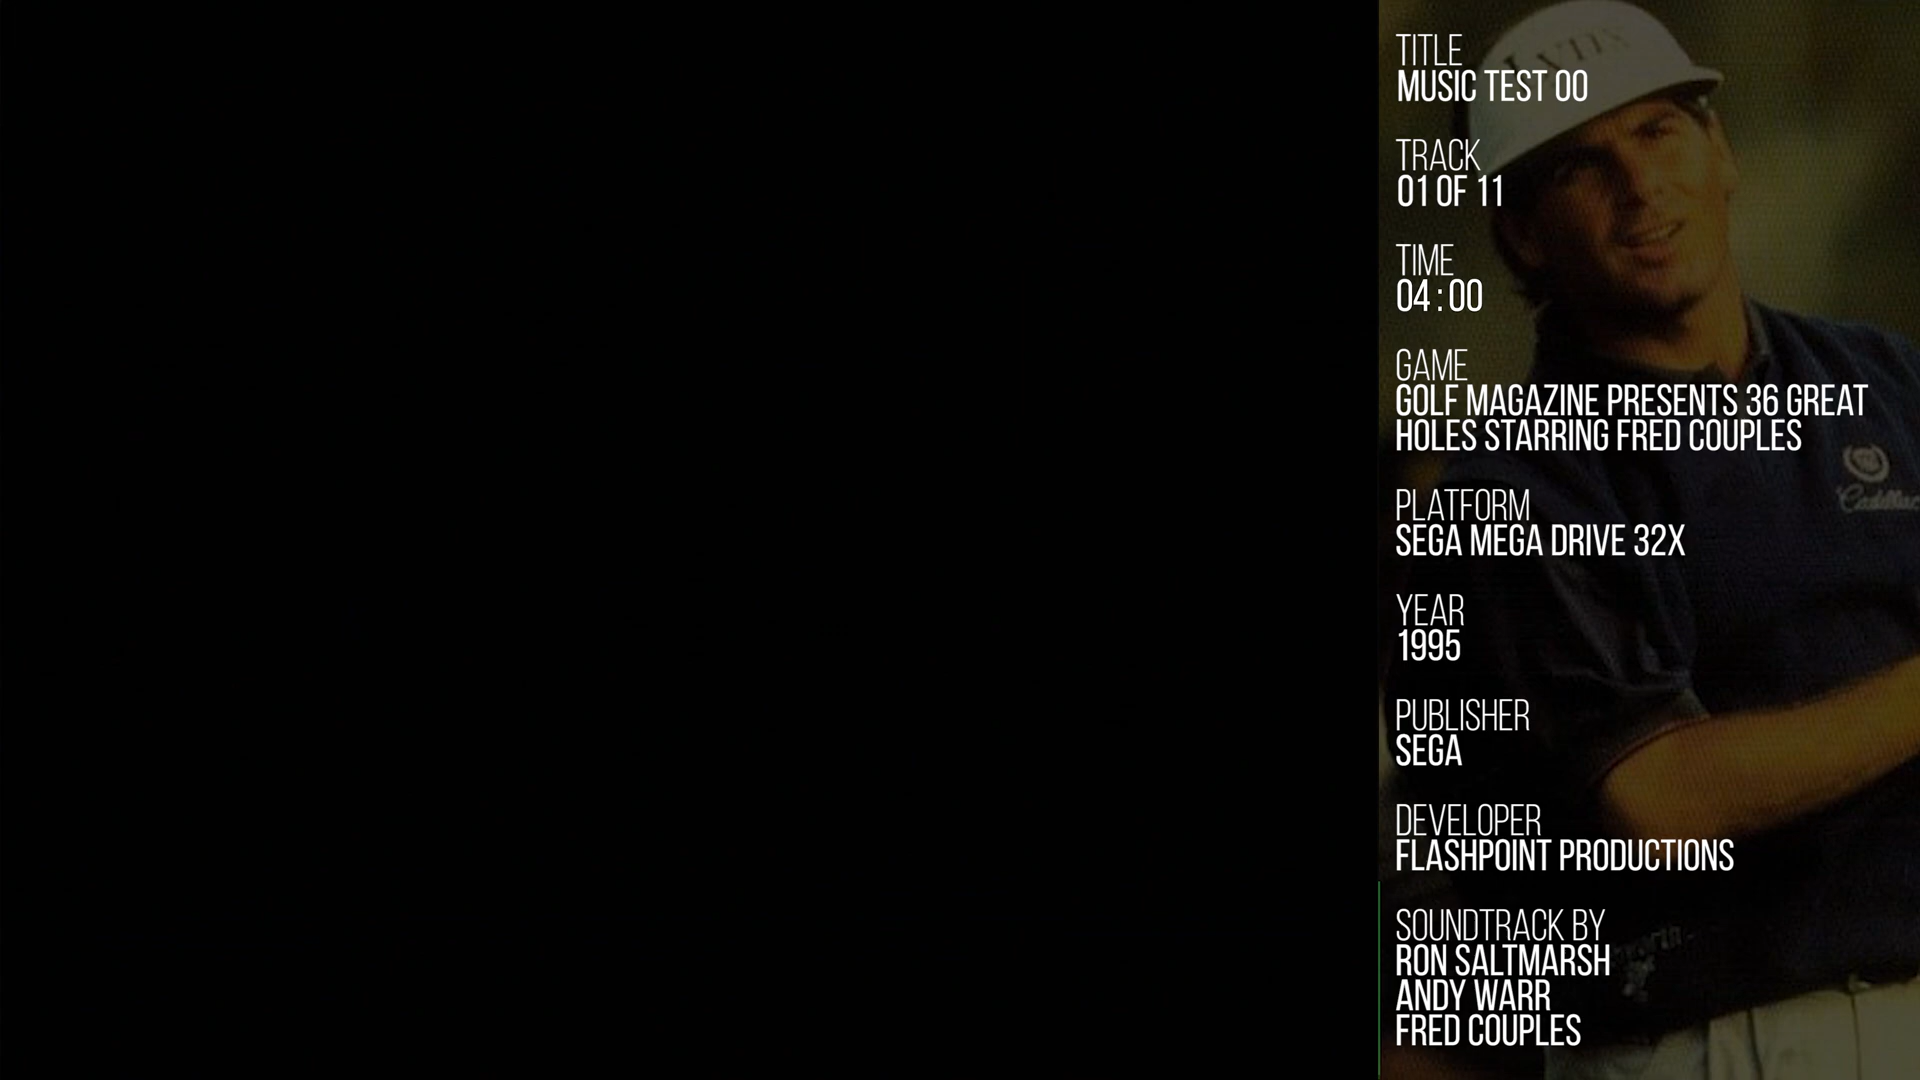 TITLE
MUSIC TEST 00
TRACK
01 OF 11
TIME
04:00
GAME
GOLF MAGAZINE PRESENTS 36 GREAT
HOLES STARRING FRED COUPLES
PLATFORM
SEGA MEGA DRIVE 32X
YEAR
1995
PUBLISHER
SEGA
DEVELOPER
FLASHPOINT PRODUCTIONS
SOUNDTRACK BY
RON SALTMARSH
ANDY WARR
FRED COUPLES
Cadillac